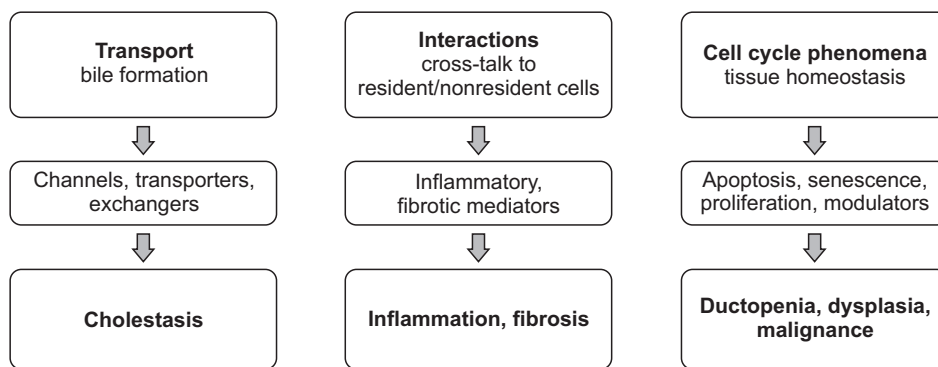 Transport
bile formation
Channels, transporters,
exchangers
Cholestasis
Interactions
cross-talk to
resident/nonresident cells
Inflammatory,
fibrotic mediators
Inflammation, fibrosis
Cell cycle phenomena
tissue homeostasis
Apoptosis, senescence,
proliferation, modulators
Ductopenia, dysplasia,
malignance